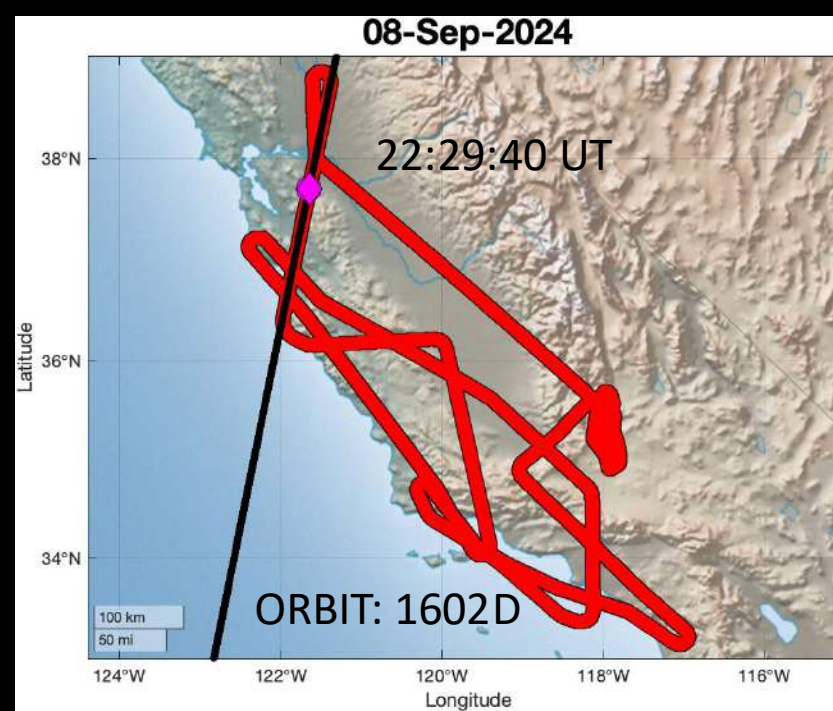 08-Sep-2024
38°N
22:29:40 UT
36°N
Latitude
34°N
ORBIT: 1602D
100 km
50 mi
124°W 122°W 120°W 118°W 116°W
Longitude